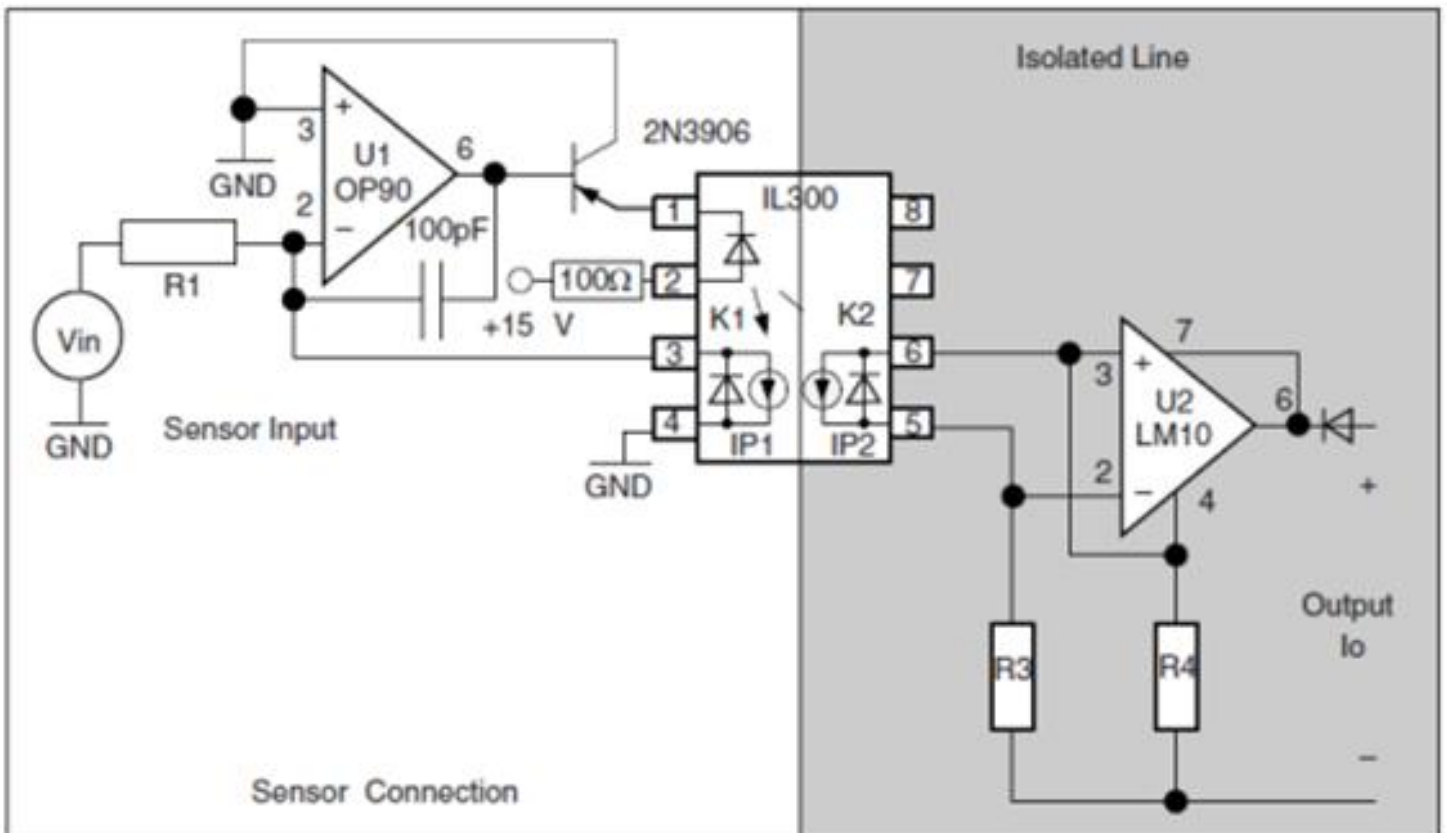 Isolated Line
2N3906
+
3
U1
OP90
6
GND
2
−
100pF
R1
Vin
GND
Sensor Input
+15 V
100Ω
IL300
1
2
3
4
8
7
6
5
K1
K2
IP1
IP2
GND
7
+
3
U2
LM10
6
2
−
4
+
R3
R4
Output
Io
−
Sensor Connection